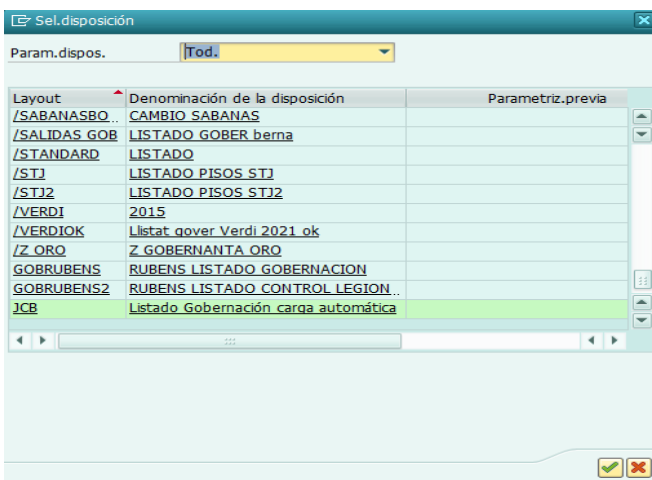 Sel.disposición
Param.dispos. Tod.
Layout Denominación de la disposición Parametriz.previa
/SABANASBO.. CAMBIO SABANAS
/SALIDAS GOB LISTADO GOBER berna
/STANDARD LISTADO
/STJ LISTADO PISOS STJ
/STJ2 LISTADO PISOS STJ2
/VERDI 2015
/VERDIOK Llistat gover Verdi 2021 ok
/Z ORO Z GOBERNANTA ORO
GOBRUBENS RUBENS LISTADO GOBERNACION
GOBRUBENS2 RUBENS LISTADO CONTROL LEGION..
JCB Listado Gobernación carga automática